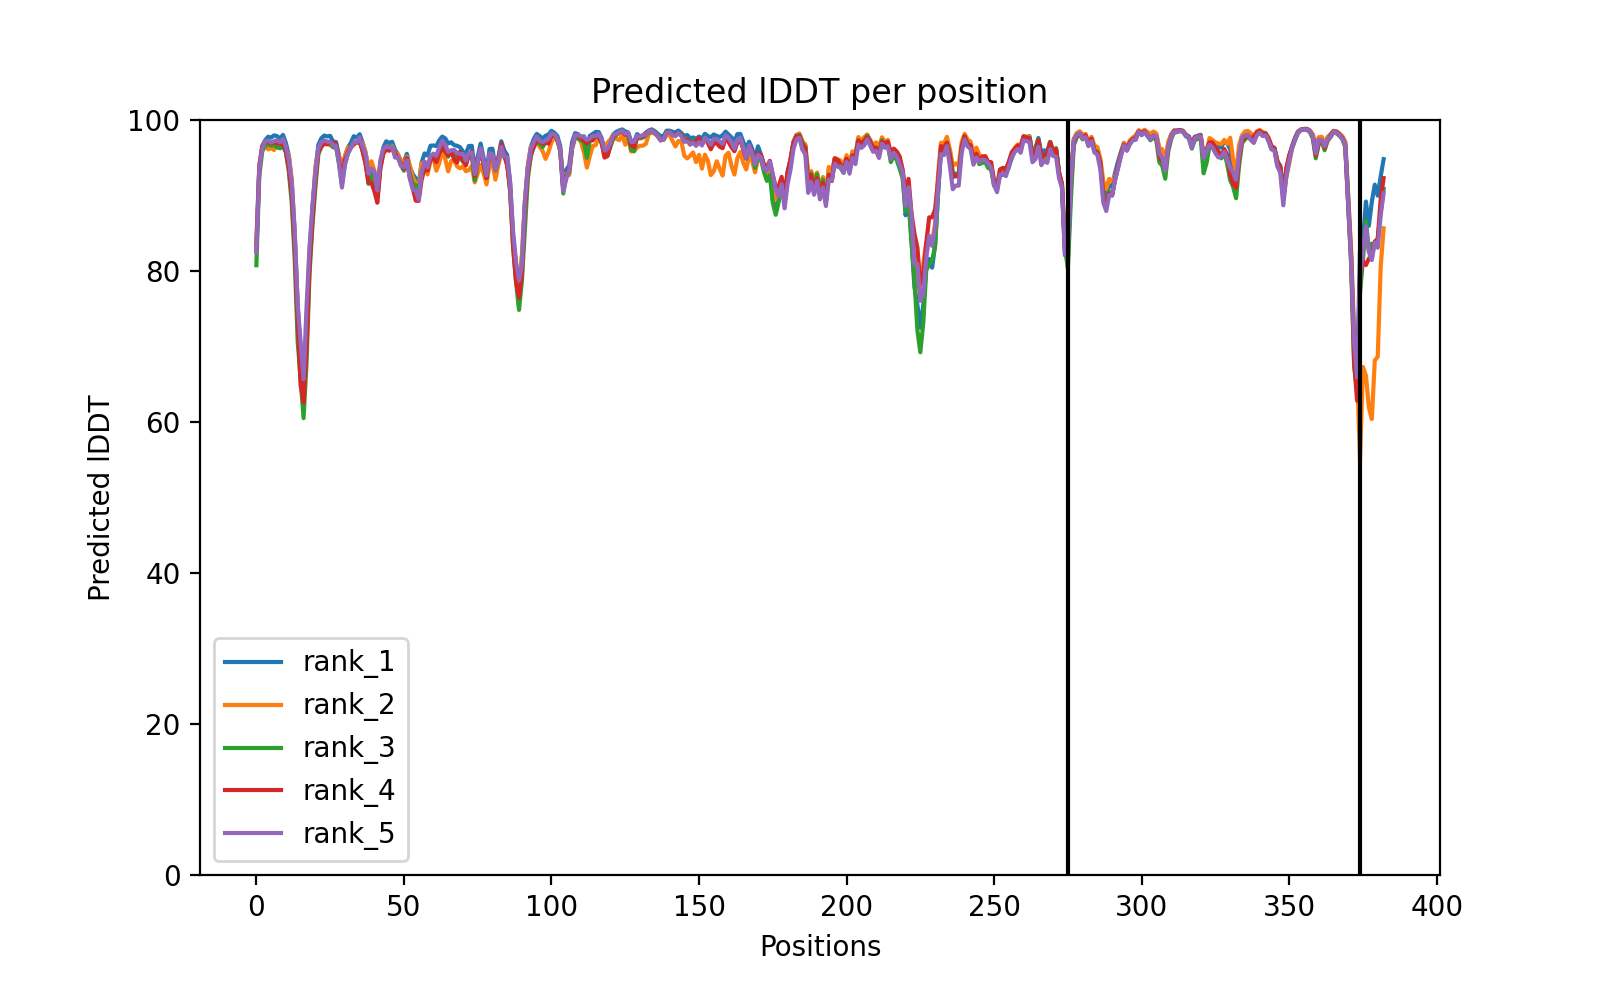 Predicted lDDT per position
100
80
60
40
20
0
Predicted lDDT
rank_1
rank_2
rank_3
rank_4
rank_5
0 50 100 150 200 250 300 350 400
Positions